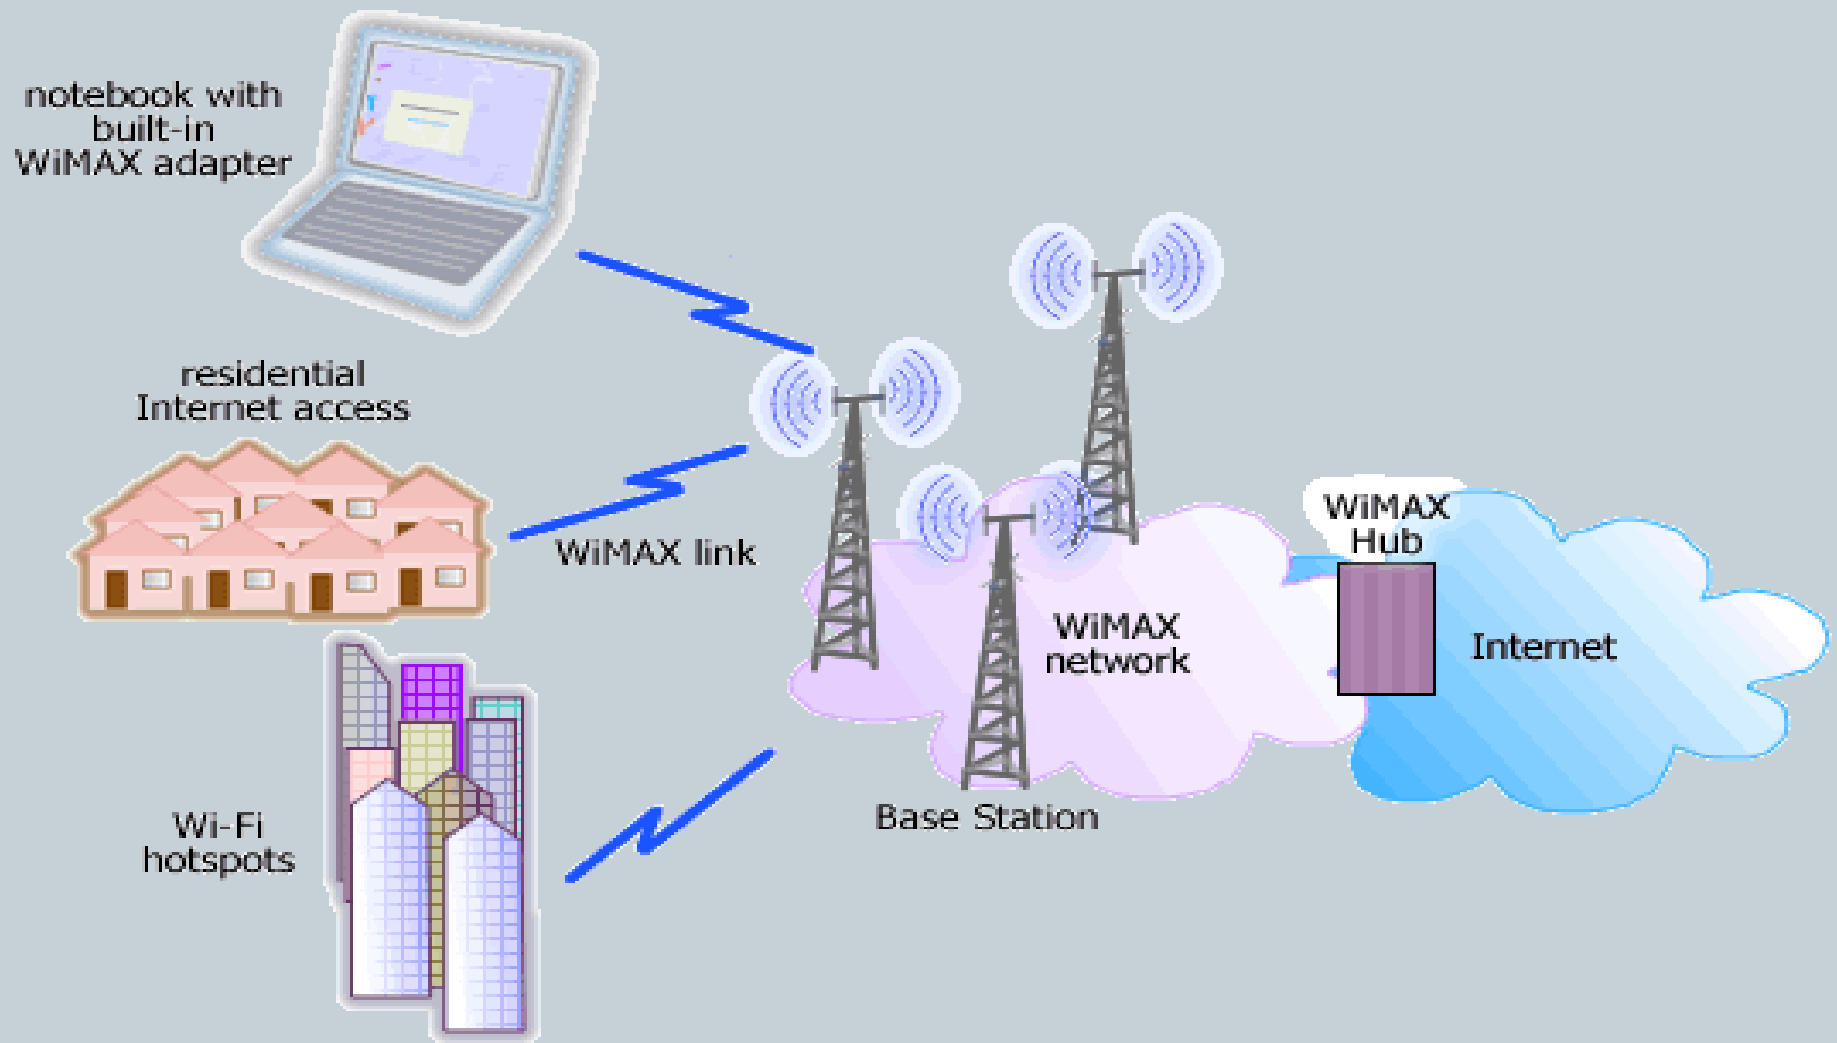 notebook with
built-in
WiMAX adapter
residential
Internet access
WiMAX link
Wi-Fi
hotspots
WiMAX
network
Base Station
WiMAX
Hub
Internet